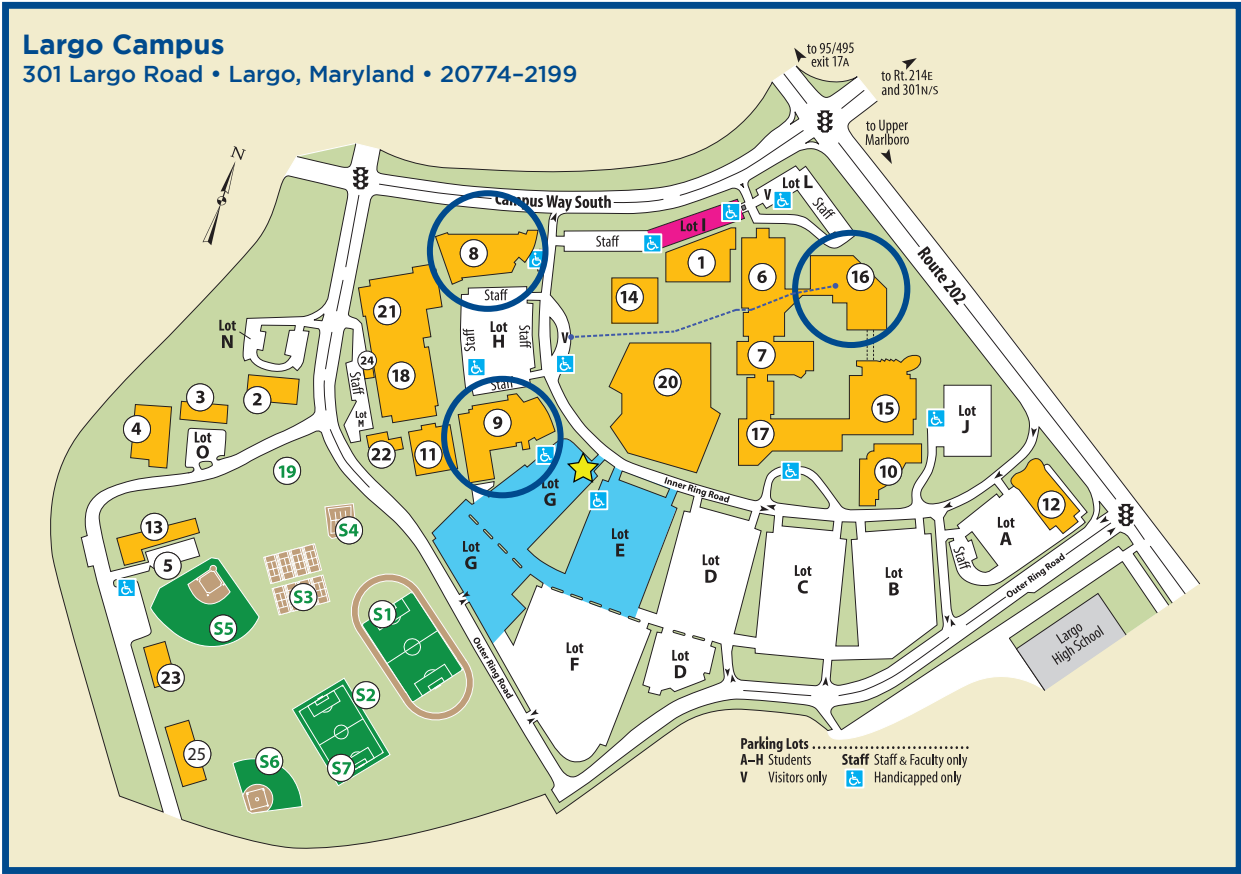 Largo Campus
301 Largo Road • Largo, Maryland • 20774–2199
to 95/495
exit 17A
to Rt. 214E
and 301N/S
to Upper
Marlboro
N
Campus Way South
Route 202
V
Lot L
Staff
Lot I
Staff
8
1
6
16
14
21
Staff
Lot
H
Staff
Staff
Staff
V
Lot
N
24
18
7
20
Staff
Lot
M
3
2
4
Lot
O
9
15
Lot
J
17
22
11
10
19
Lot
G
Inner Ring Road
12
Lot
A
Staff
13
S4
5
Lot
G
Lot
E
Lot
D
Lot
C
Lot
B
Outer Ring Road
S3
S1
S5
Largo
High School
Lot
F
Lot
D
Outer Ring Road
23
S2
25
S6
S7
Parking Lots
A–H Students
V Visitors only
Staff Staff & Faculty only
Handicapped only